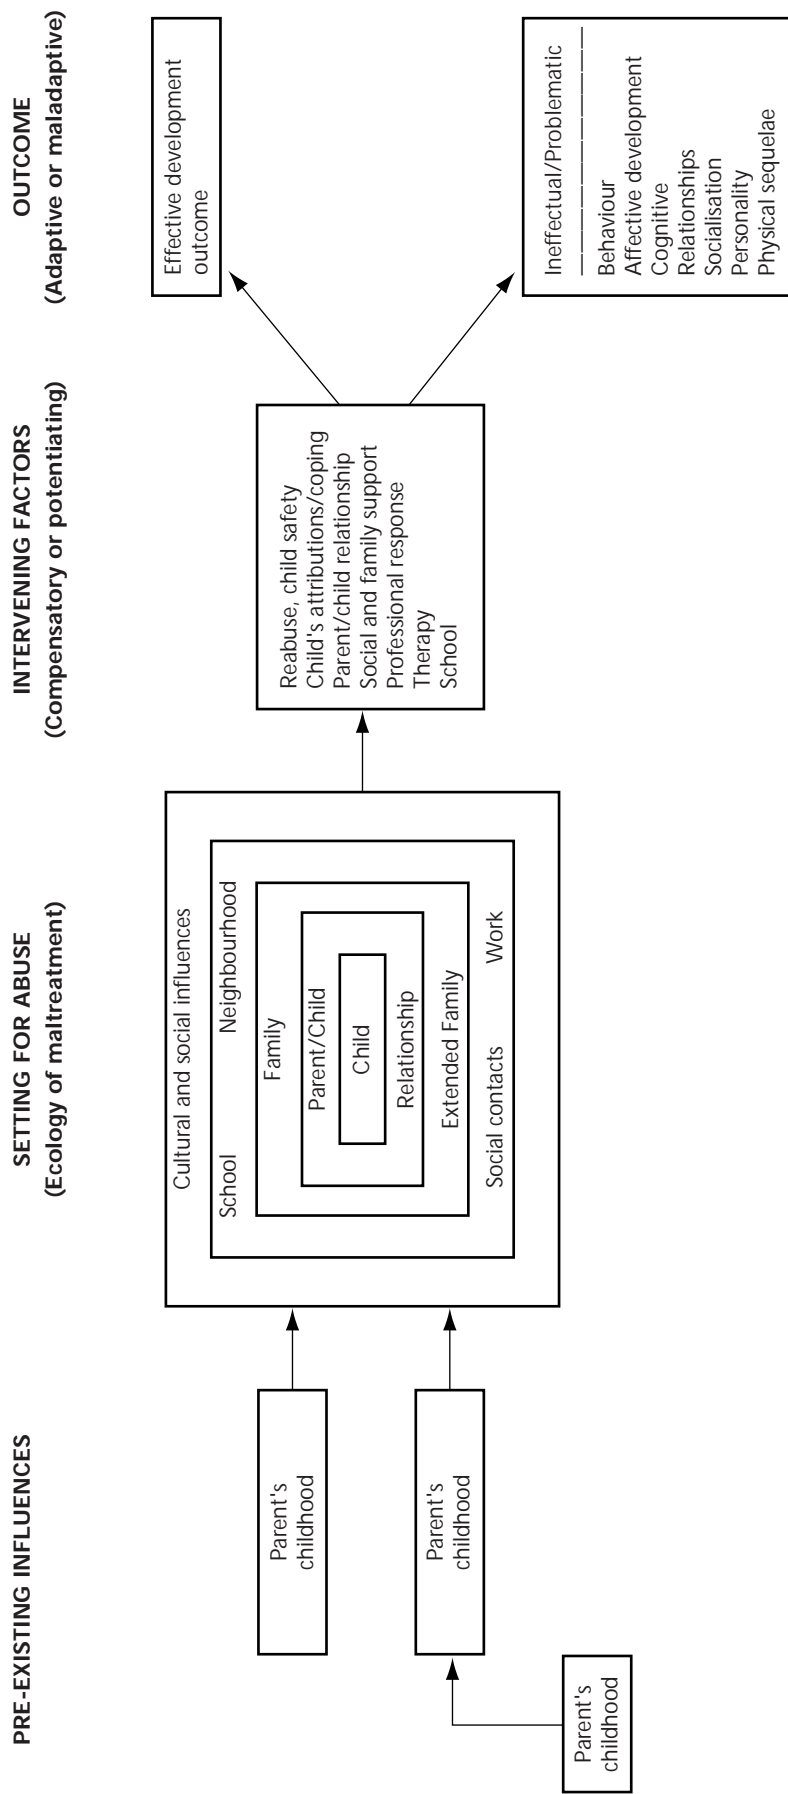 PRE-EXISTING INFLUENCES
Parent's
childhood
Parent's
childhood
Parent's
childhood
SETTING FOR ABUSE
(Ecology of maltreatment)
Cultural and social influences
School Neighbourhood
Family
Parent/Child
Child
Relationship
Extended Family
Social contacts Work
INTERVENING FACTORS
(Compensatory or potentiating)
Reabuse, child safety
Child's attributions/coping
Parent/child relationship
Social and family support
Professional response
Therapy
School
OUTCOME
(Adaptive or maladaptive)
Effective development
outcome
Ineffectual/Problematic
Behaviour
Affective development
Cognitive
Relationships
Socialisation
Personality
Physical sequelae